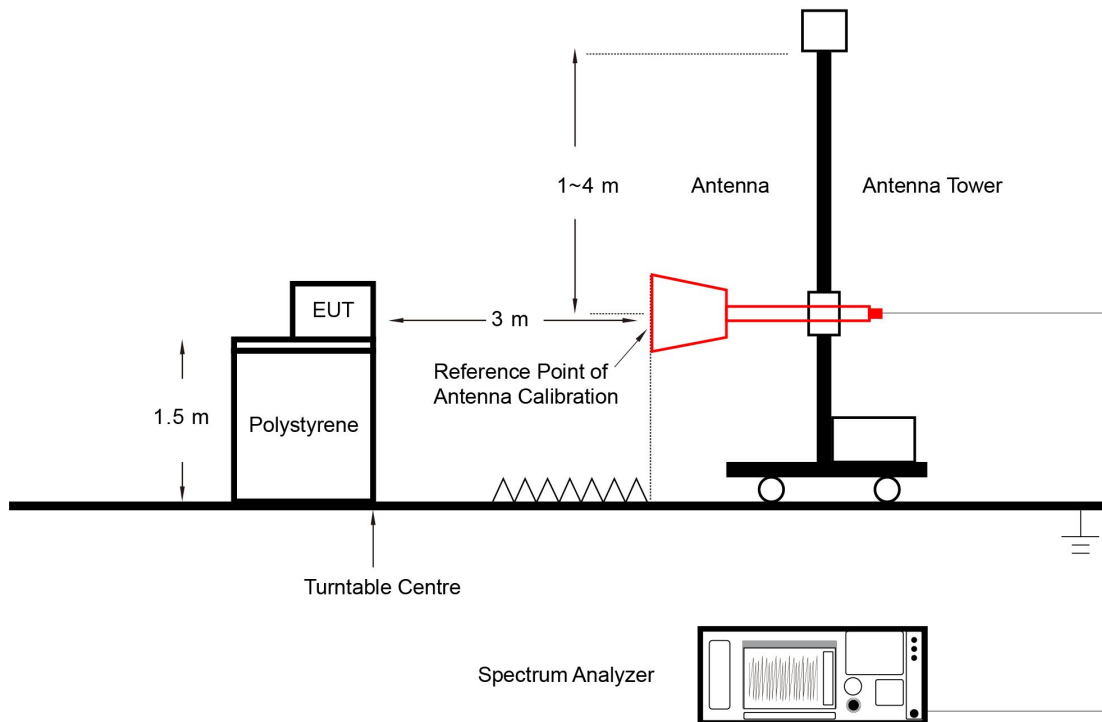 1~4 m
Antenna
Antenna Tower
EUT
3 m
Reference Point of
Antenna Calibration
1.5 m
Polystyrene
Turntable Centre
Spectrum Analyzer